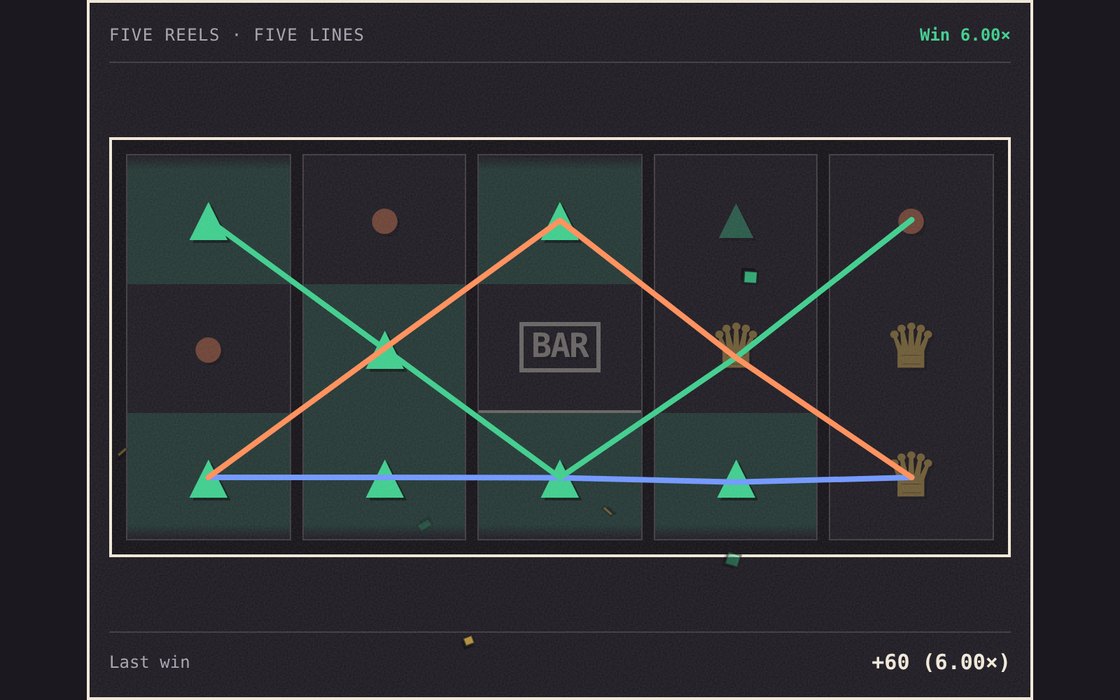 FIVE REELS · FIVE LINES
Win 6.00×
BAR
Last win
+60 (6.00×)